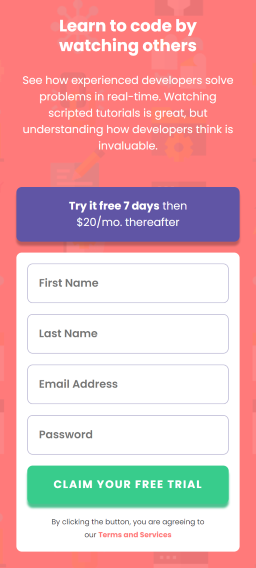 Learn to code by
watching others
See how experienced developers solve
problems in real-time. Watching
scripted tutorials is great, but
understanding how developers think is
invaluable.
Try it free 7 days then
$20/mo. thereafter
First Name
Last Name
Email Address
Password
CLAIM YOUR FREE TRIAL
By clicking the button, you are agreeing to
our Terms and Services